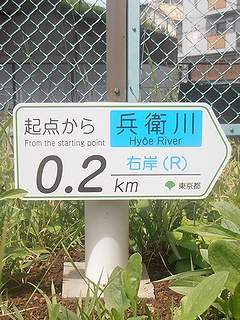 起点から
From the starting point
0.2 km
兵衛川
Hyōe River
右岸 (R)
東京都